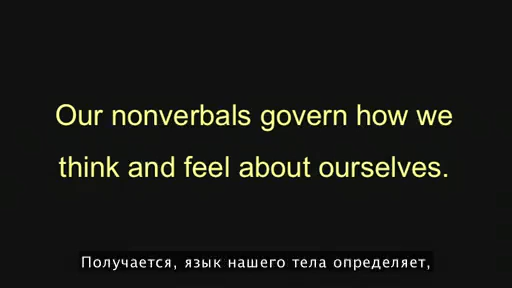 Our nonverbals govern how we
think and feel about ourselves.
Получается, язык нашего тела определяет,